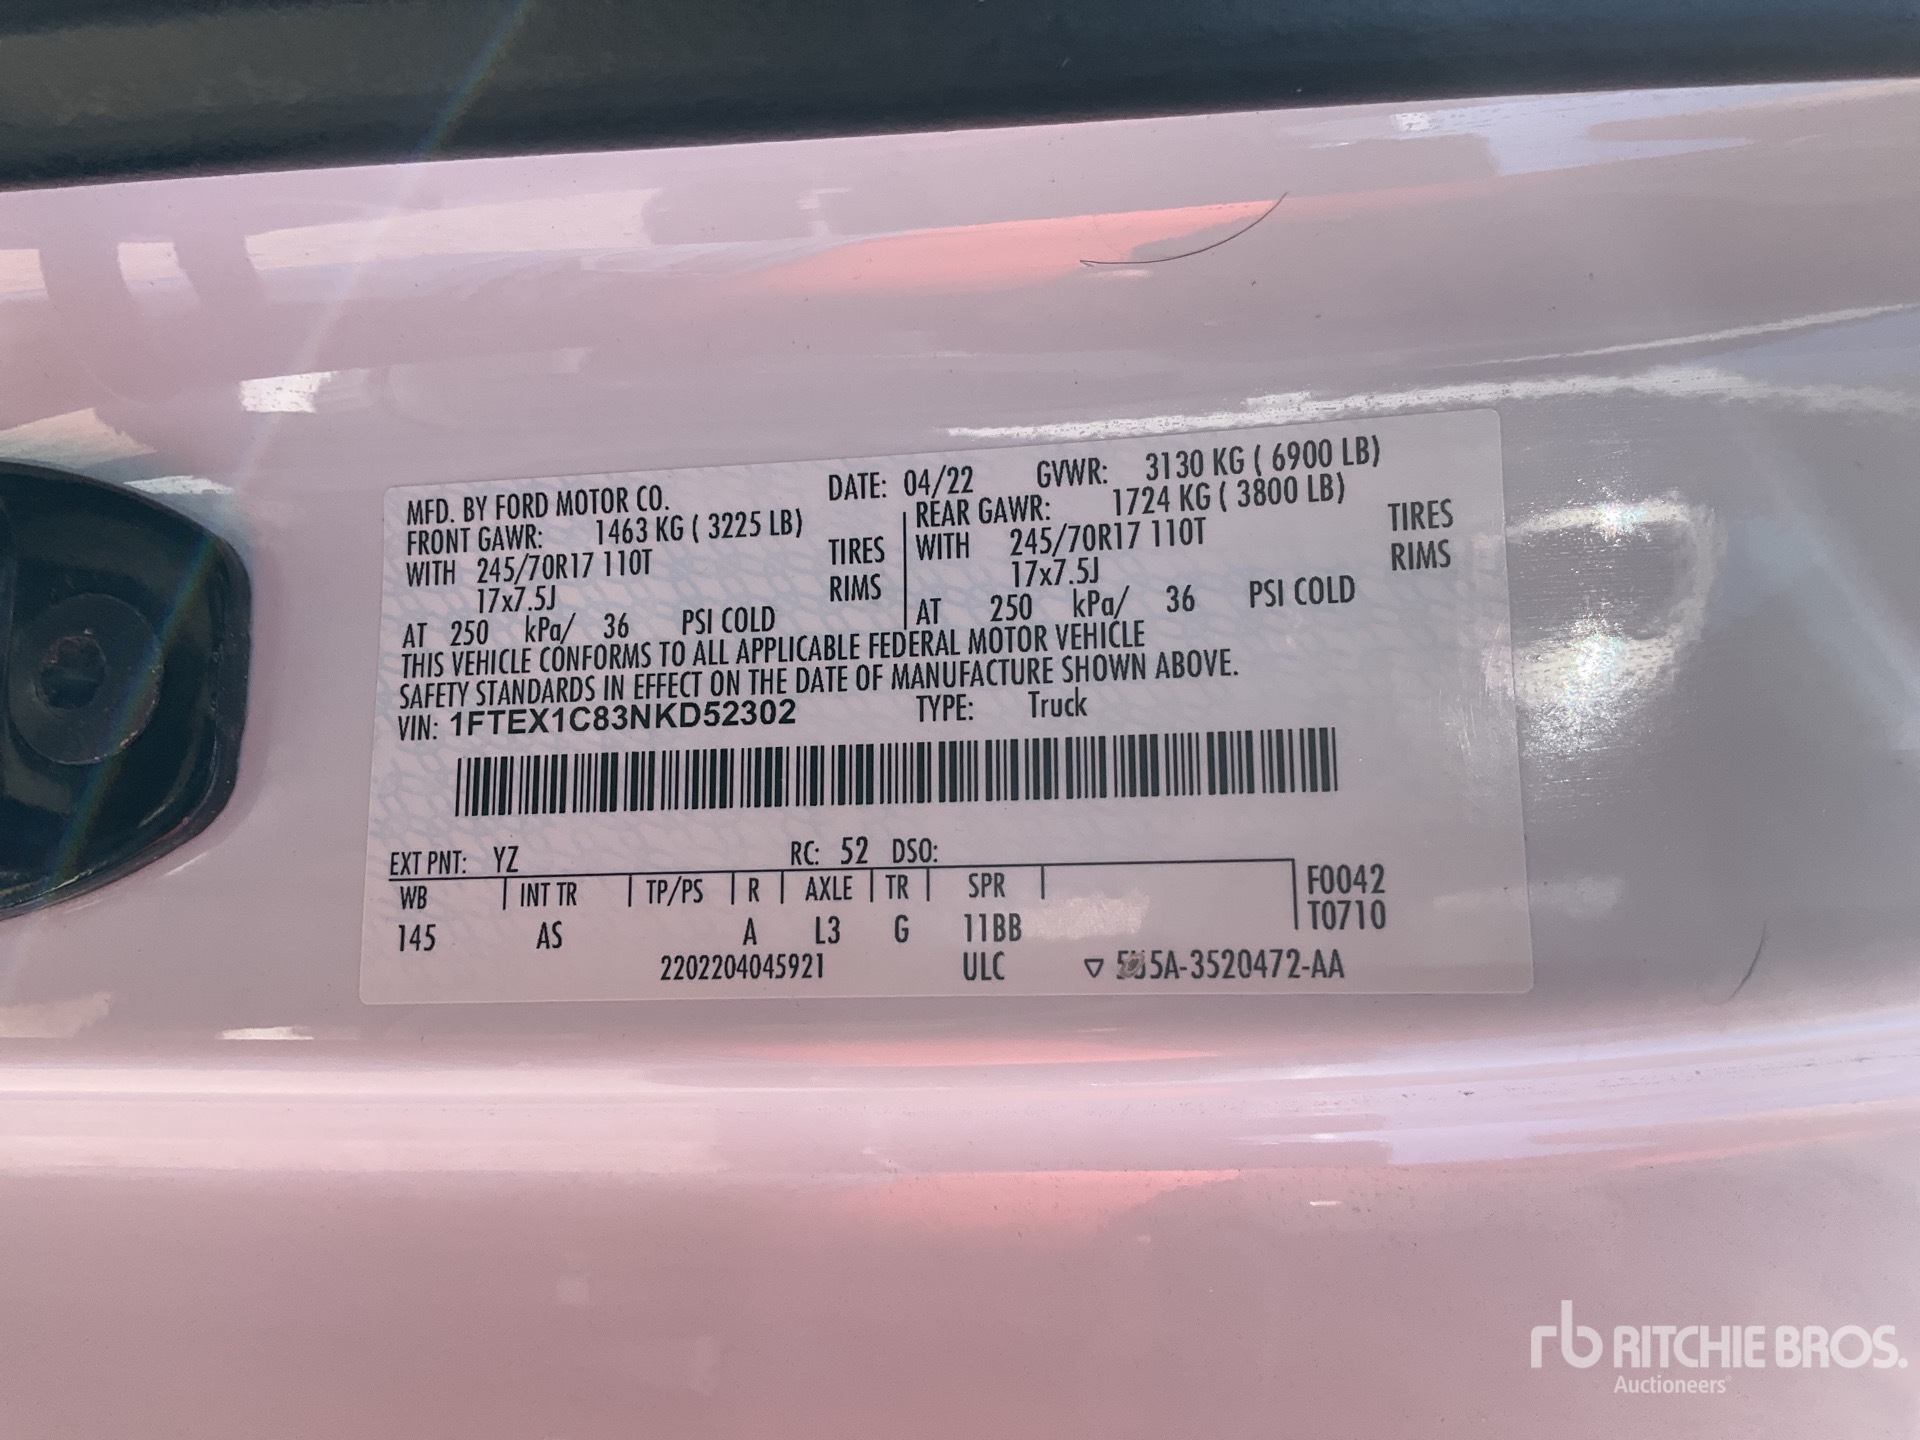 MFD. BY FORD MOTOR CO. DATE: 04/22 GVWR: 3130 KG ( 6900 LB)
FRONT GAWR: 1463 KG ( 3225 LB) REAR GAWR: 1724 KG ( 3800 LB)
WITH 245/70R17 110T TIRES WITH 245/70R17 110T TIRES
17x7.5J RIMS 17x7.5J RIMS
AT 250 kPa/ 36 PSI COLD AT 250 kPa/ 36 PSI COLD
THIS VEHICLE CONFORMS TO ALL APPLICABLE FEDERAL MOTOR VEHICLE
SAFETY STANDARDS IN EFFECT ON THE DATE OF MANUFACTURE SHOWN ABOVE.
VIN: 1FTEX1C83NKD52302 TYPE: Truck
EXT PNT: YZ RC: 52 DSO:
WB INT TR TP/PS R AXLE TR SPR F0042
145 AS A L3 G 11BB T0710
2202204045921 ULC ▽
rb RITCHIE BROS.
Auctioneers